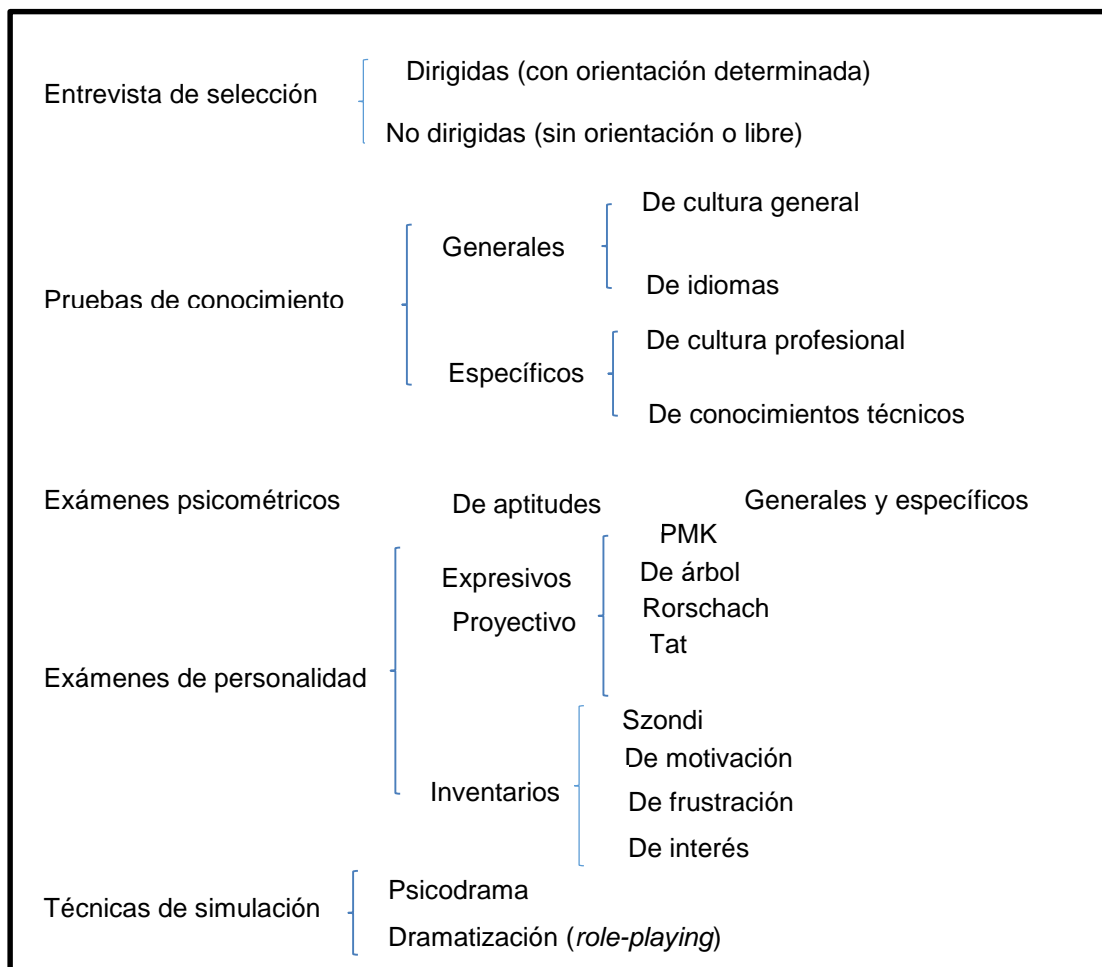 Entrevista de selección
Dirigidas (con orientación determinada)
No dirigidas (sin orientación o libre)
Pruebas de conocimiento
Generales
De cultura general
De idiomas
Específicos
De cultura profesional
De conocimientos técnicos
Exámenes psicométricos
De aptitudes
Generales y específicos
Exámenes de personalidad
Expresivos
Proyectivo
PMK
De árbol
Rorschach
Tat
Inventarios
Szondi
De motivación
De frustración
De interés
Técnicas de simulación
Psicodrama
Dramatización (role-playing)